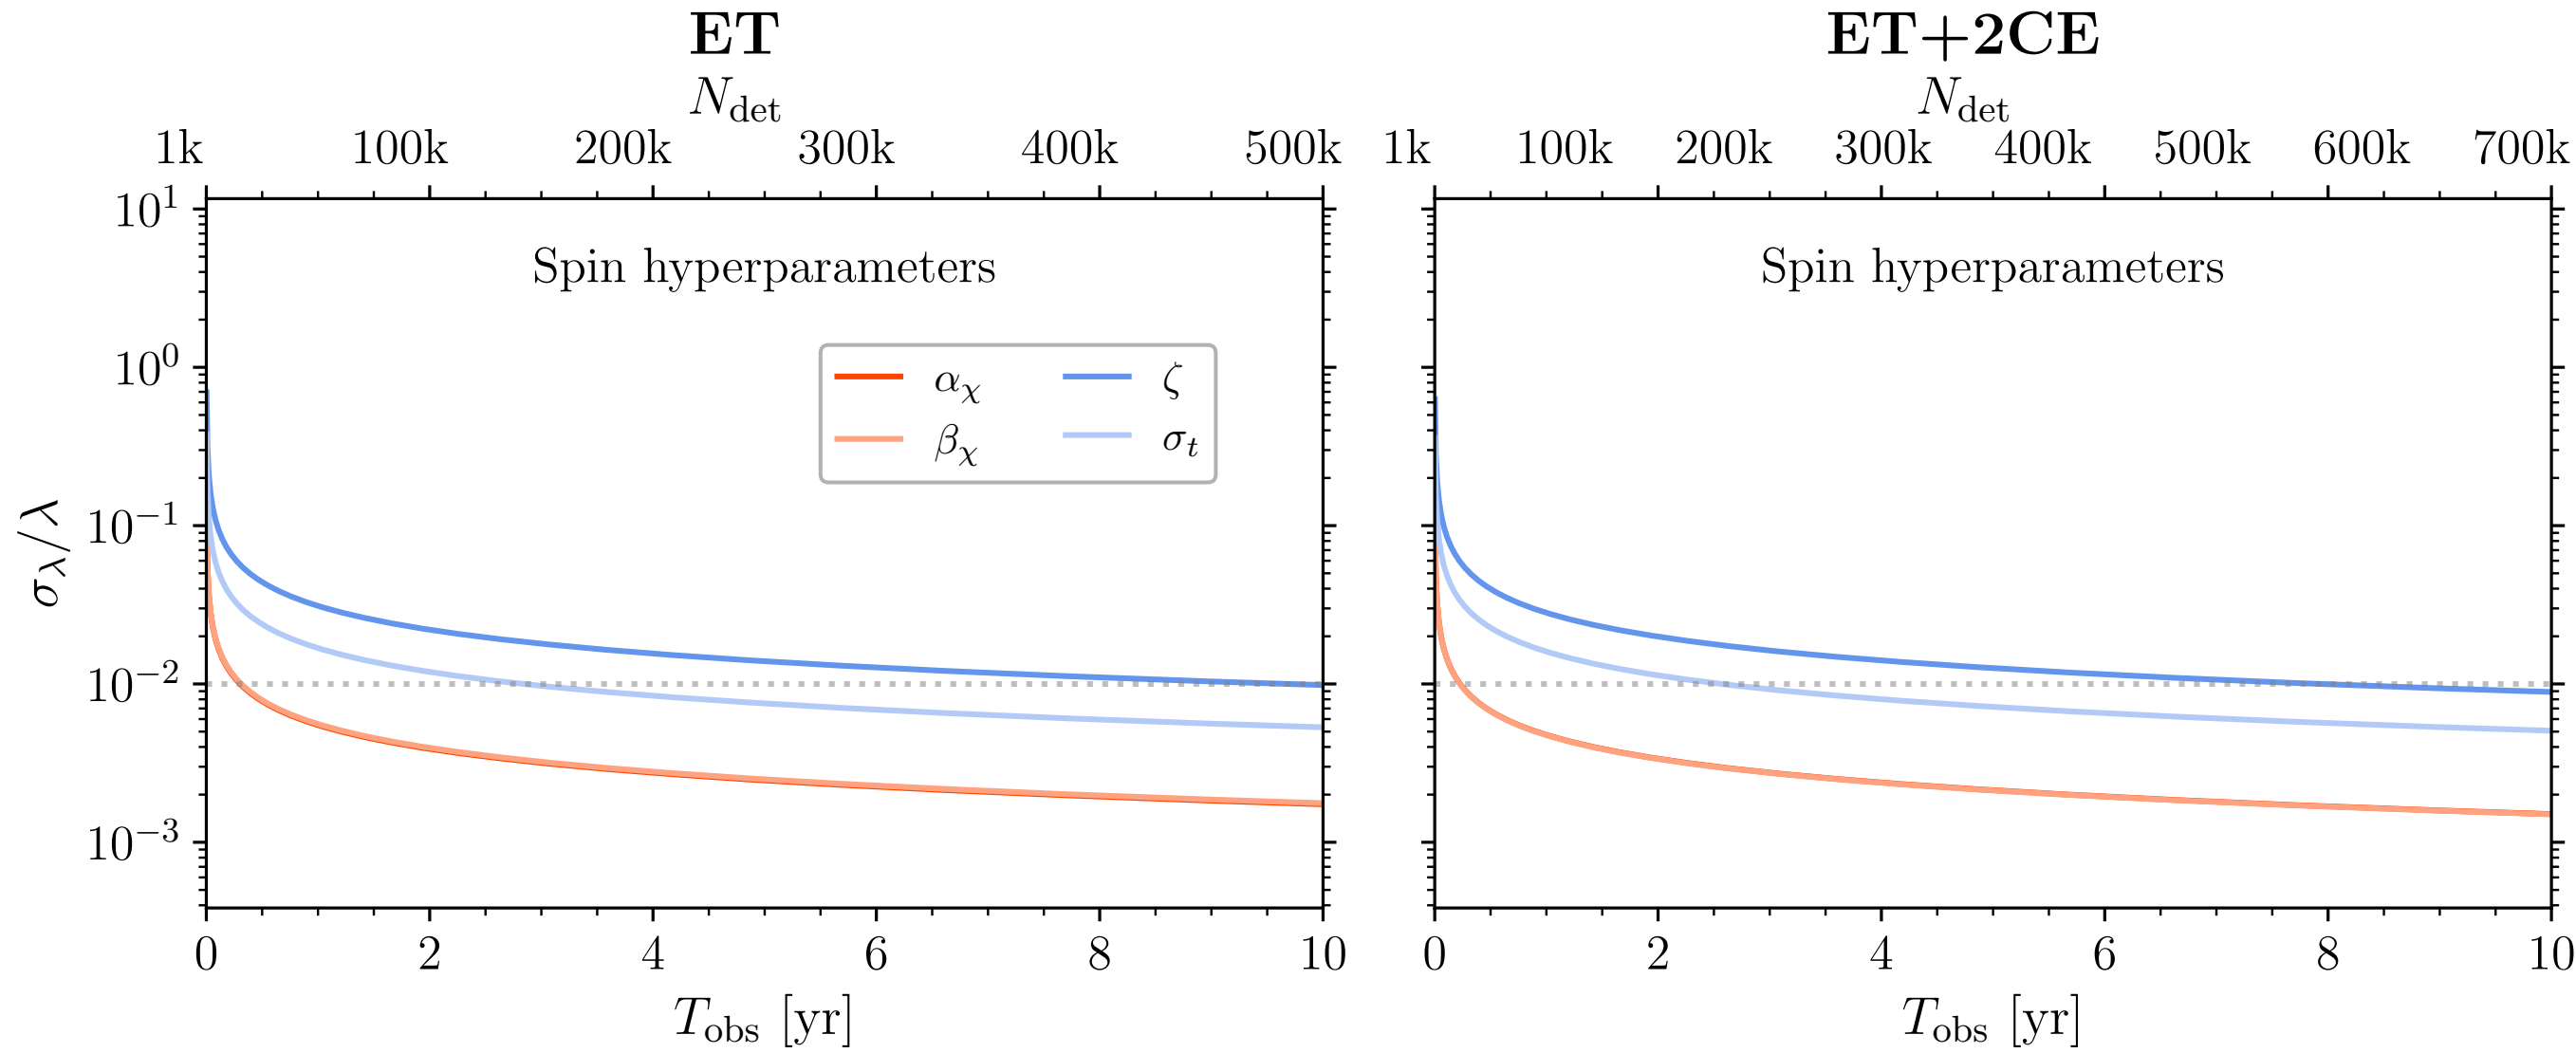 ET
N_det
1k 100k 200k 300k 400k 500k
10^1
10^0
10^−1
10^−2
10^−3
σ_λ/λ
Spin hyperparameters
α_χ ζ
β_χ σ_t
0 2 4 6 8 10
T_obs [yr]
ET+2CE
N_det
1k 100k 200k 300k 400k 500k 600k 700k
Spin hyperparameters
0 2 4 6 8 10
T_obs [yr]